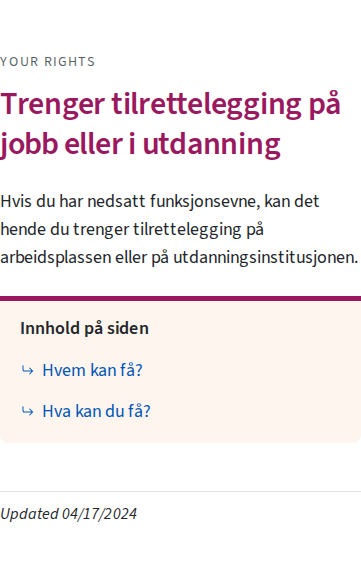 YOUR RIGHTS
Trenger tilrettelegging på
jobb eller i utdanning
Hvis du har nedsatt funksjonsevne, kan det
hende du trenger tilrettelegging på
arbeidsplassen eller på utdanningsinstitusjonen.
Innhold på siden
Hvem kan få?
Hva kan du få?
Updated 04/17/2024